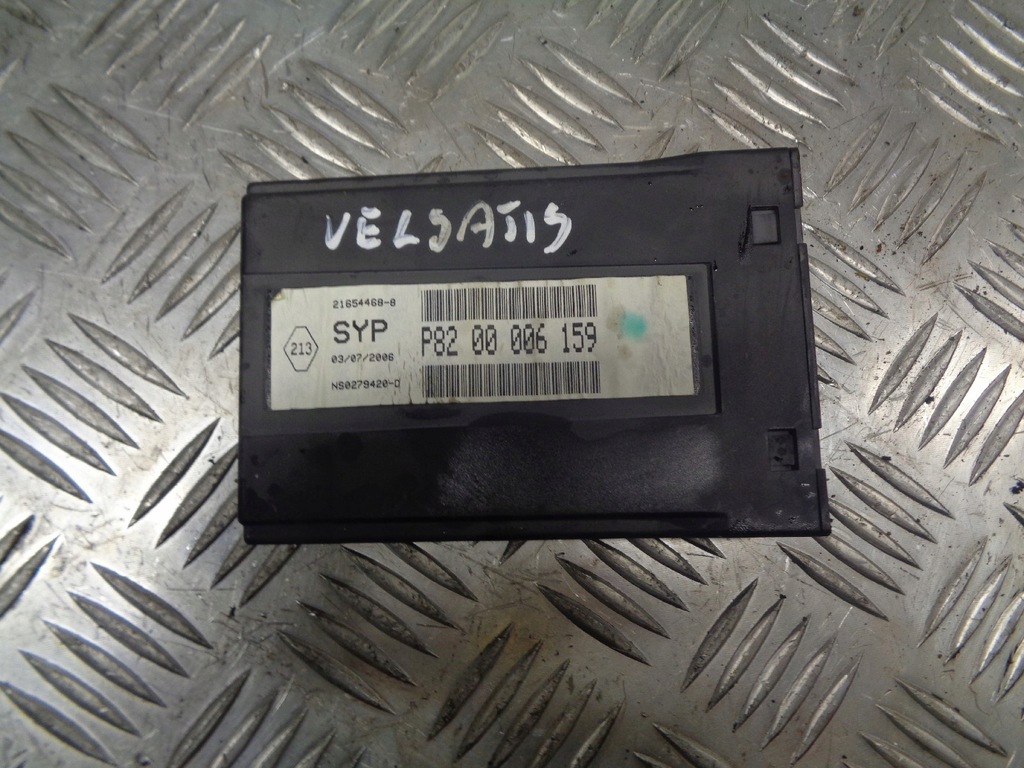 VELSATIS
21654468-8
SYP
213
03/07/2006
NS0279420-D
P82 00 006 159